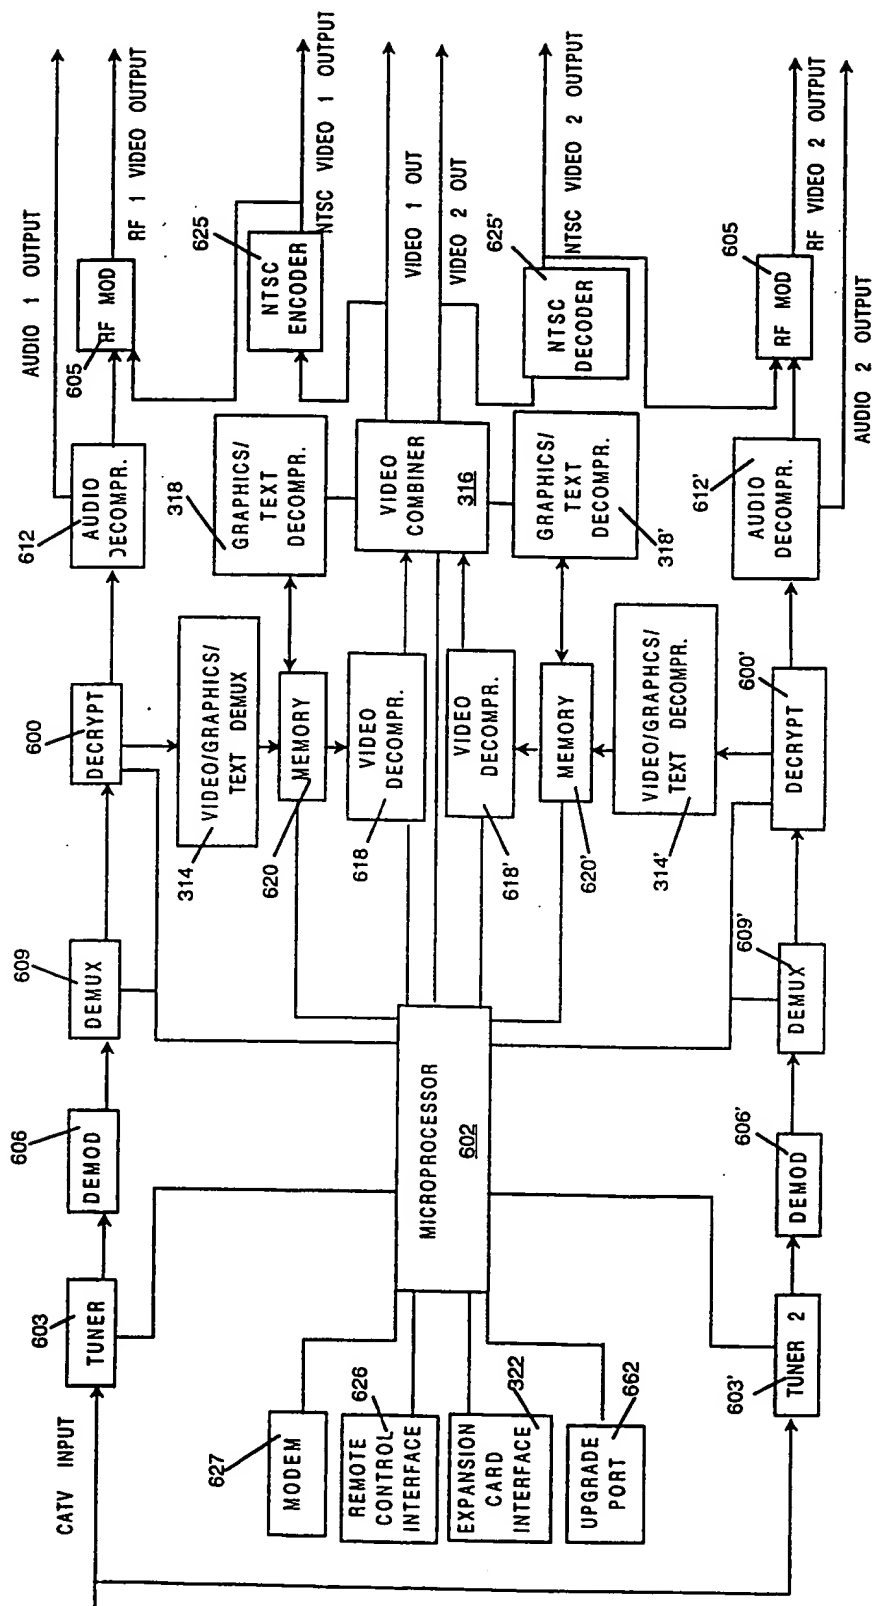 CATV INPUT
603
TUNER
606
DEMOD
609
DEMUX
600
DECRYPT
612
AUDIO
DECOMPR.
605
RF MOD
AUDIO 1 OUTPUT
RF 1 VIDEO OUTPUT
314
VIDEO/GRAPHICS/
TEXT DEMUX
318
GRAPHICS/
TEXT
DECOMPR.
625
NTSC
ENCODER
NTSC VIDEO 1 OUTPUT
627
MODEM
620
MEMORY
626
REMOTE
CONTROL
INTERFACE
618
VIDEO
DECOMPR.
MICROPROCESSOR
602
VIDEO
COMBINER
316
VIDEO 1 OUT
VIDEO 2 OUT
322
EXPANSION
CARD
INTERFACE
618'
VIDEO
DECOMPR.
662
UPGRADE
PORT
620'
MEMORY
GRAPHICS/
TEXT
DECOMPR.
318'
625'
NTSC
DECODER
NTSC VIDEO 2 OUTPUT
314'
VIDEO/GRAPHCS/
TEXT DECOMPR.
603'
TUNER 2
606'
DEMOD
609'
DEMUX
600'
DECRYPT
612'
AUDIO
DECOMPR.
605
RF MOD
RF VIDEO 2 OUTPUT
AUDIO 2 OUTPUT